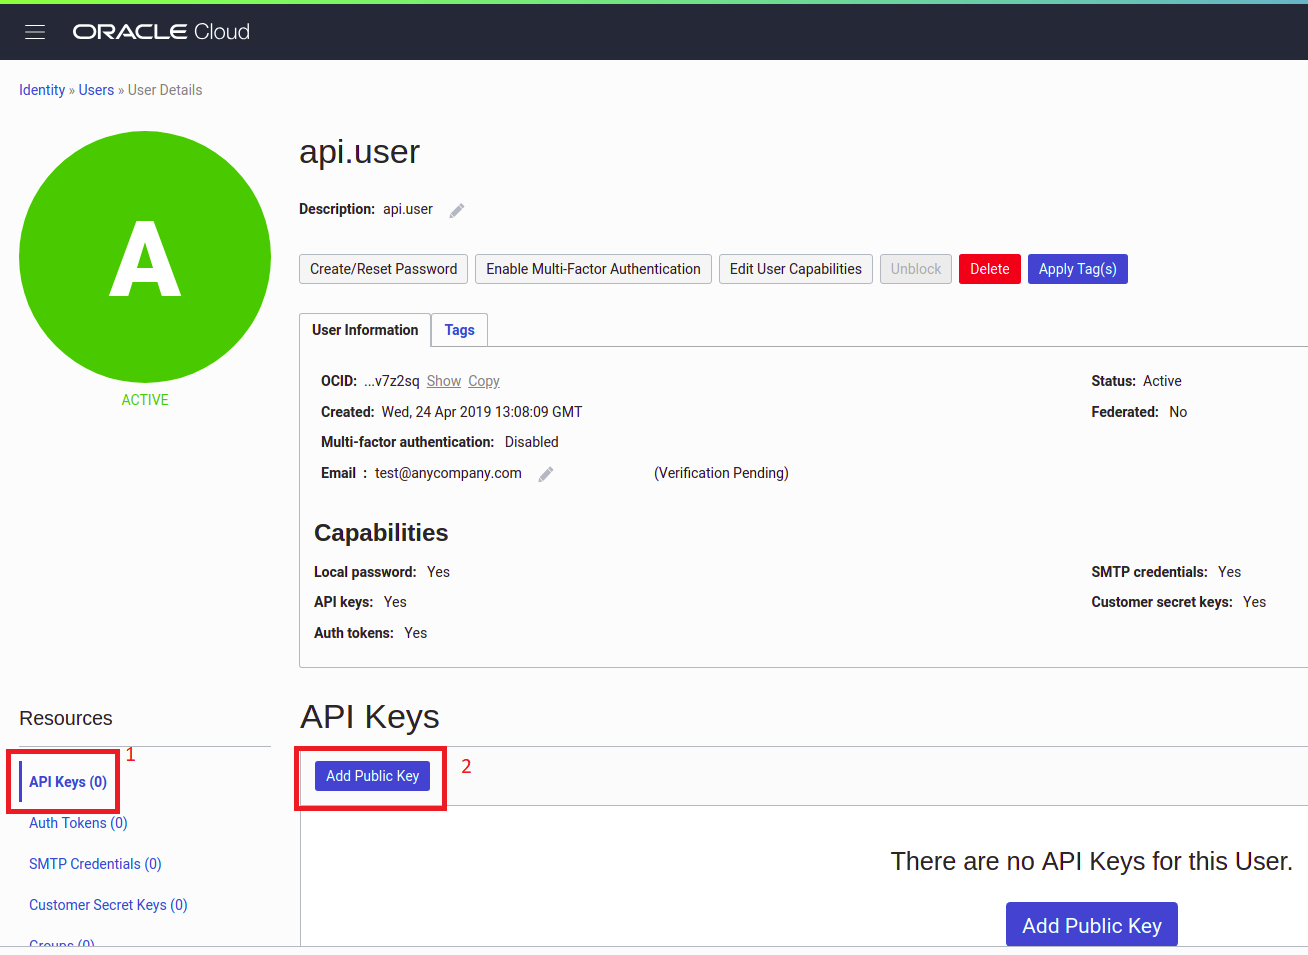 ORACLE Cloud
Identity » Users » User Details
A
ACTIVE
api.user
Description: api.user
Create/Reset Password Enable Multi-Factor Authentication Edit User Capabilities Unblock Delete Apply Tag(s)
User Information Tags
OCID: ...v7z2sq Show Copy Status: Active
Created: Wed, 24 Apr 2019 13:08:09 GMT Federated: No
Multi-factor authentication: Disabled
Email : test@anycompany.com (Verification Pending)
Capabilities
Local password: Yes SMTP credentials: Yes
API keys: Yes Customer secret keys: Yes
Auth tokens: Yes
Resources
1
API Keys (0)
Auth Tokens (0)
SMTP Credentials (0)
Customer Secret Keys (0)
Groups (0)
API Keys
Add Public Key 2
There are no API Keys for this User.
Add Public Key